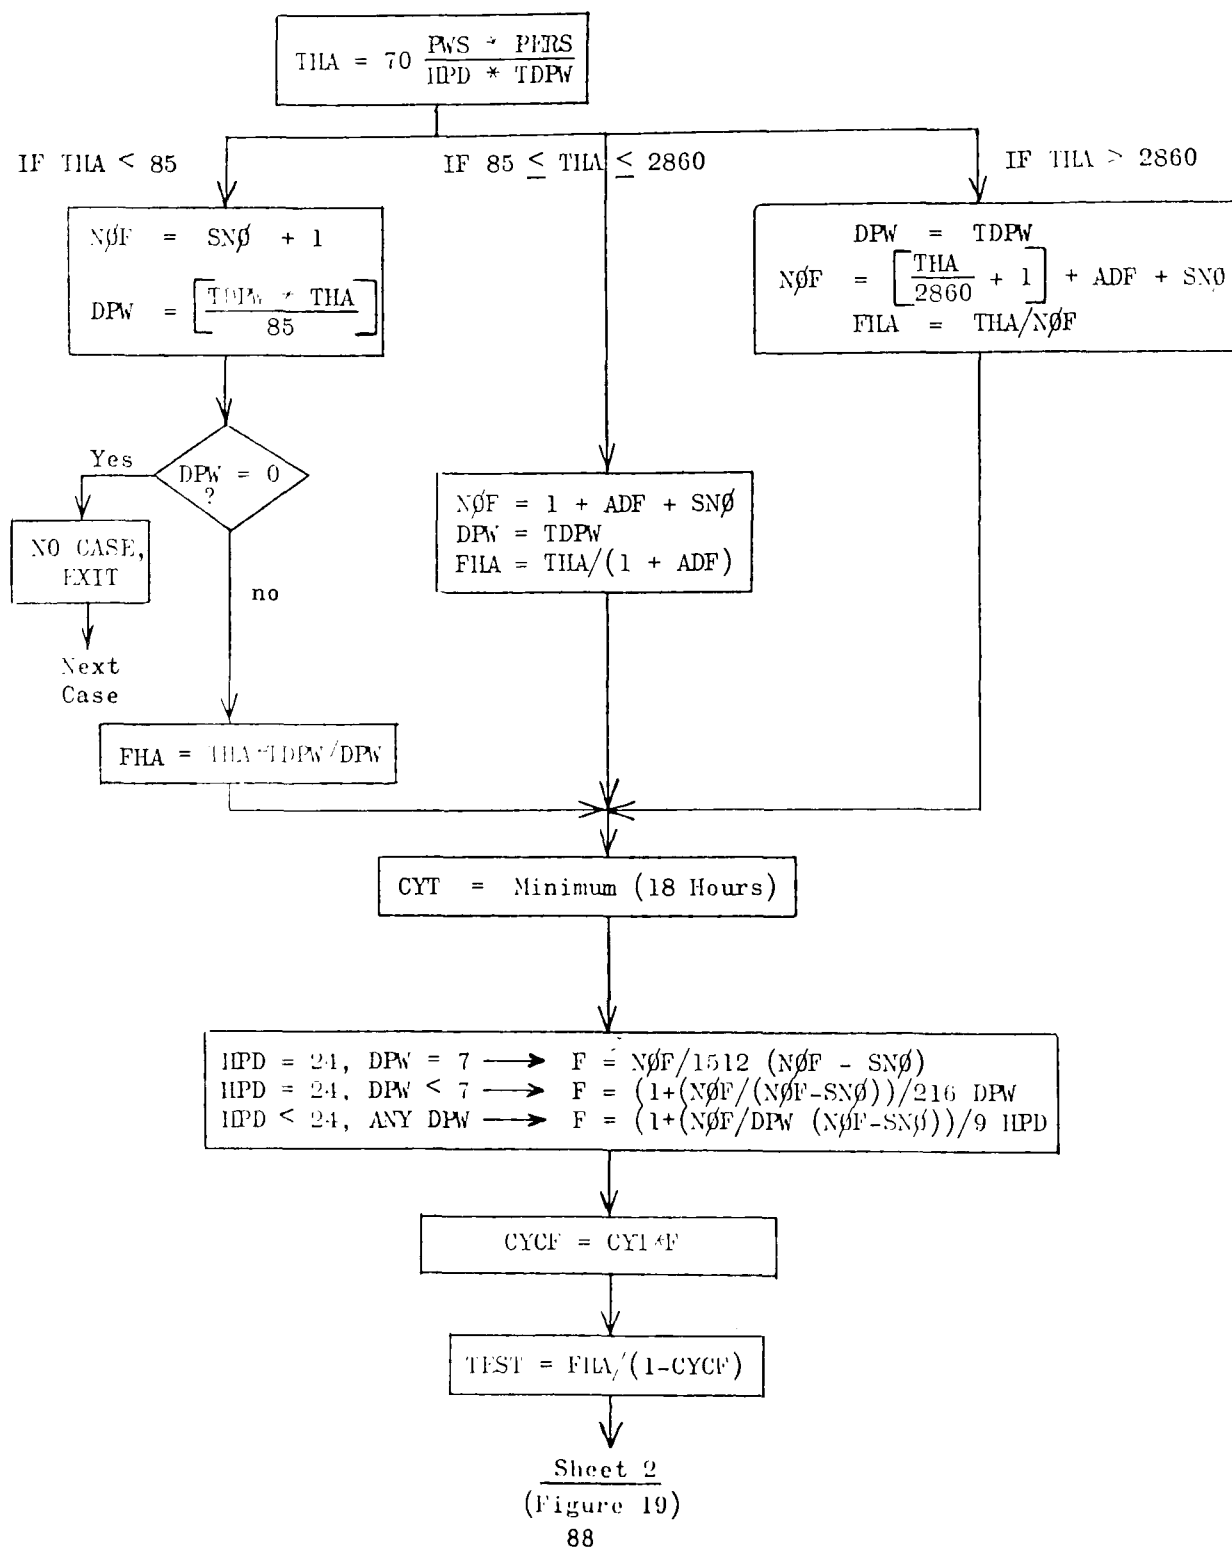 THA = 70 PWS * PERS
HPD * TDPW
IF THA < 85
IF 85 ≤ THA ≤ 2860
IF THA > 2860
NØF = SNØ + 1
DPW = [TDPW * THA
85]
DPW = TDPW
NØF = [THA
2860 + 1] + ADF + SNØ
FHA = THA/NØF
Yes
DPW = 0
?
NO CASE,
EXIT
no
Next
Case
NØF = 1 + ADF + SNØ
DPW = TDPW
FHA = THA/(1 + ADF)
FHA = THA*TDPW/DPW
CYT = Minimum (18 Hours)
HPD = 24, DPW = 7 → F = NØF/1512 (NØF - SNØ)
HPD = 24, DPW < 7 → F = (1+(NØF/(NØF-SNØ))/216 DPW
HPD < 24, ANY DPW → F = (1+(NØF/DPW (NØF-SNØ))/9 HPD
CYCF = CYT*F
TEST = FHA/(1-CYCF)
Sheet 2
(Figure 19)
88